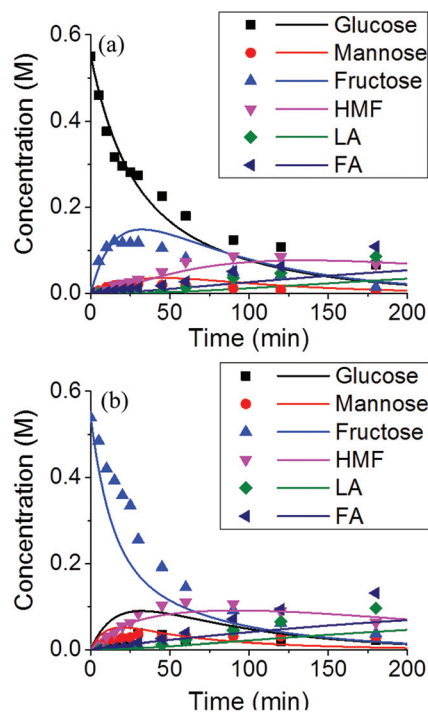 (a)
Glucose
Mannose
Fructose
HMF
LA
FA
Concentration (M)
0.6
0.4
0.2
0.0
0 50 100 150 200
Time (min)
(b)
Glucose
Mannose
Fructose
HMF
LA
FA
Concentration (M)
0.6
0.4
0.2
0.0
0 50 100 150 200
Time (min)